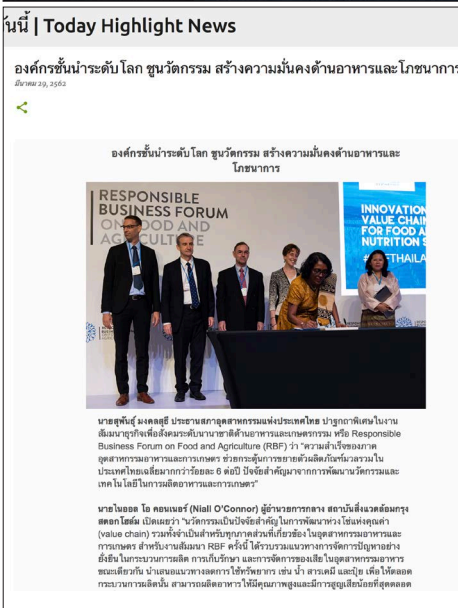 ันนี้ | Today Highlight News
องค์กรชั้นนำระดับโลก ชูนวัตกรรม สร้างความมั่นคงด้านอาหารและโภชนาการ
มีนาคม 29, 2562
องค์กรชั้นนำระดับโลก ชูนวัตกรรม สร้างความมั่นคงด้านอาหารและ
โภชนาการ
RESPONSIBLE
BUSINESS FORUM
ON FOOD AND
AGRICULTURE
INNOVATION
VALUE CHAI
FOR FOOD A
NUTRITION S
FTHAILA
นายสุพันธุ์ มงคลสุธี ประธานสภาอุตสาหกรรมแห่งประเทศไทย ปาฐกถาพิเศษในงาน
สัมมนาธุรกิจเพื่อสังคมระดับนานาชาติด้านอาหารและเกษตรกรรม หรือ Responsible
Business Forum on Food and Agriculture (RBF) ว่า "ความสำเร็จของภาค
อุตสาหกรรมอาหารและการเกษตร ช่วยกระตุ้นการขยายตัวผลิตภัณฑ์มวลรวมใน
ประเทศไทยเฉลี่ยมากกว่าร้อยละ 6 ต่อปี ปัจจัยสำคัญมาจากการพัฒนานวัตกรรมและ
เทคโนโลยีในการผลิตอาหารและการเกษตร"
นายไนออล โอ คอนเนอร์ (Niall O'Connor) ผู้อำนวยการกลาง สถาบันสิ่งแวดล้อมกรุง
สตอกโฮล์ม เปิดเผยว่า "นวัตกรรมเป็นปัจจัยสำคัญในการพัฒนาห่วงโซ่แห่งคุณค่า
(value chain) รวมทั้งจำเป็นสำหรับทุกภาคส่วนที่เกี่ยวข้องในอุตสาหกรรมอาหารและ
การเกษตร สำหรับงานสัมมนา RBF ครั้งนี้ ได้รวบรวมแนวทางการจัดการปัญหาอย่าง
ยั่งยืนในกระบวนการผลิต การเก็บรักษา และการจัดการของเสียในอุตสาหกรรมอาหาร
ขณะเดียวกัน นำเสนอแนวทางลดการใช้ทรัพยากร เช่น น้ำ สารเคมี และปุ๋ย เพื่อให้ตลอด
กระบวนการผลิตนั้น สามารถผลิตอาหารให้มีคุณภาพสูงและมีการสูญเสียน้อยที่สุดตลอด